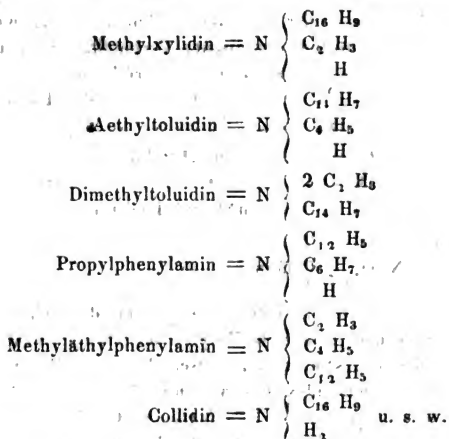 C₁₆ H₉
Methylxylidin = N { C₂ H₃
H
C₁₄ H₇
Aethyltoluidin = N { C₄ H₅
H
Dimethyltoluidin = N { 2 C₂ H₃
C₁₄ H₇
C₁₂ H₅
Propylphenylamin = N { C₆ H₇
H
C₂ H₃
Methyläthylphenylamin = N { C₄ H₅
C₁₂ H₅
Collidin = N { C₁₆ H₉ u. s. w.
H₂